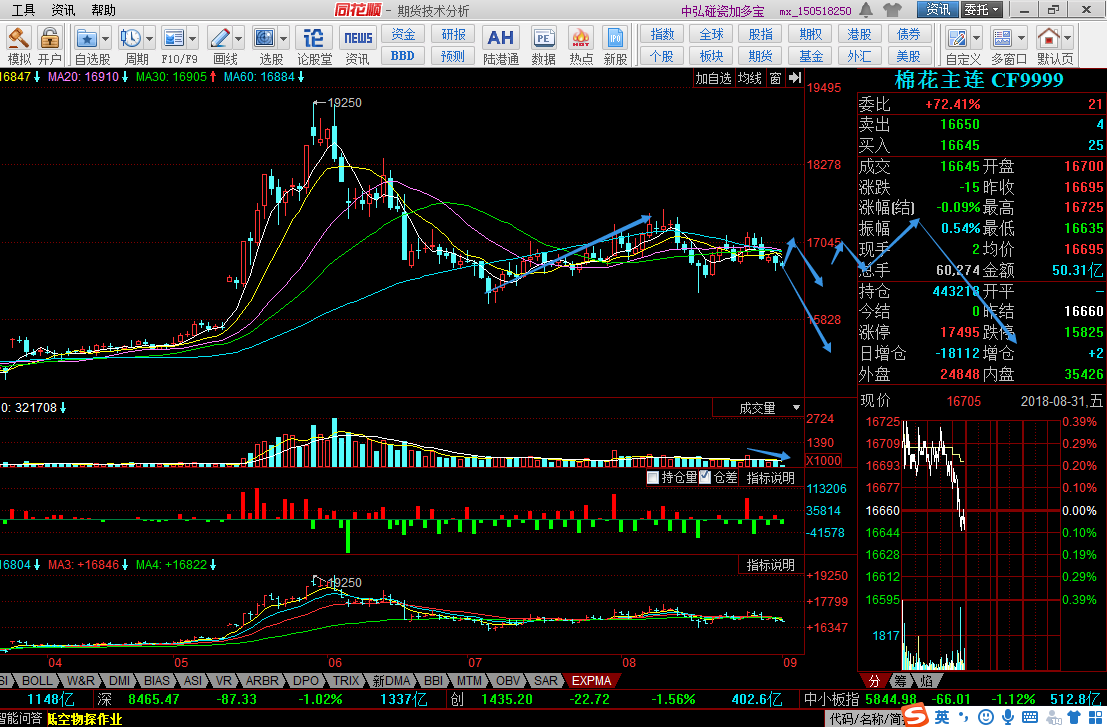 工具 资讯 帮助 同花顺 - 期货技术分析 中弘碰瓷加多宝 mx_150518250 资讯 委托
模拟 开户 自选股 周期 F10/F9 画线 选股 论 论股堂 NEWS 资讯 资金 研报 AH 陆港通 PE 数据 HOT 热点 IPO 新股 指数 全球 股指 期权 港股 债券 自定义 多窗口 默认页
BBD 预测 个股 板块 期货 基金 外汇 美股
16847↓ MA20: 16910↓ MA30: 16905↑ MA60: 16884↓ 加自选 均线 窗
19250
19495
18278
17045
15828
0: 321708↓ 成交量
2724
1390
X1000
持仓量 仓差 指标说明
113206
35814
-41578
16804↓ MA3: +16846↓ MA4: +16822↓ 指标说明
19250
+19250
+17799
+16347
04 05 06 07 08 09
SI BOLL W&R DMI BIAS ASI VR ARBR DPO TRIX 新DMA BBI MTM OBV SAR EXPMA
棉花主连 CF9999
委比 +72.41% 21
卖出 16650 4
买入 16645 25
成交 16645 开盘 16700
涨跌 -15 昨收 16695
涨幅(结) -0.09% 最高 16725
振幅 0.54% 最低 16635
现手 2 均价 16695
总手 60,274 金额 50.31亿
持仓 443218 开平 —
今结 0 昨结 16660
涨停 17495 跌停 15825
日增仓 -18112 增仓 +2
外盘 24848 内盘 35426
现价 16705 2018-08-31,五
16725 0.39%
16709 0.29%
16693 0.20%
16677 0.10%
16660 0.00%
16644 0.10%
16628 0.19%
16612 0.29%
16595 0.39%
1817
分 筹 焰
1148亿 深 8465.47 -87.33 -1.02% 1337亿 创 1435.20 -22.72 -1.56% 402.6亿 中小板指 5844.98 -66.01 -1.12% 512.8亿
智能问答 代码/名称/简 英